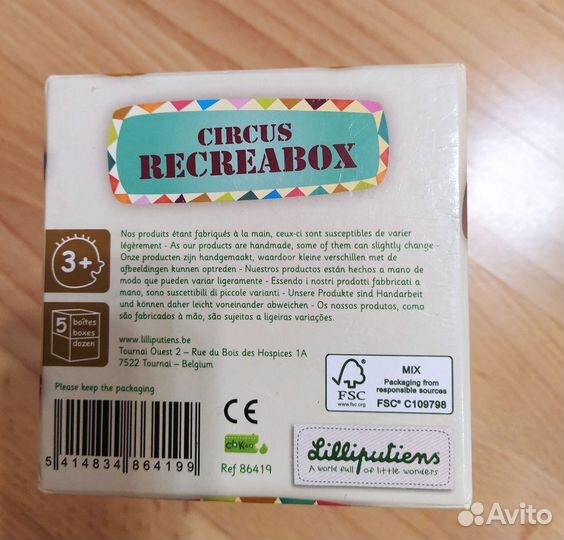 CIRCUS
RECREABOX
Nos produits étant fabriqués à la main, ceux-ci sont susceptibles de varier
légèrement - As our products are handmade, some of them can slightly change -
Onze producten zijn handgemaakt, waardoor kleine verschillen met de
afbeeldingen kunnen optreden - Nuestros productos están hechos a mano de
modo que pueden variar ligeramente - Essendo i nostri prodotti fabbricati a
mano, sono suscettibili di piccole varianti - Unsere Produkte sind Handarbeit
und können daher leicht voneinander abweichen - Os nossos produtos, como
são fabricados à mão, são sujeitos a ligeiras variações.
3+
5 boîtes
boxes
dozen
www.lilliputiens.be
Tournai Ouest 2 - Rue du Bois des Hospices 1A
7522 Tournai - Belgium
Please keep the packaging
5 414834 864199
CE
Ref 86419
FSC
www.fsc.org
MIX
Packaging from
responsible sources
FSC® C109798
Lilliputiens
A world full of little wonders
Avito